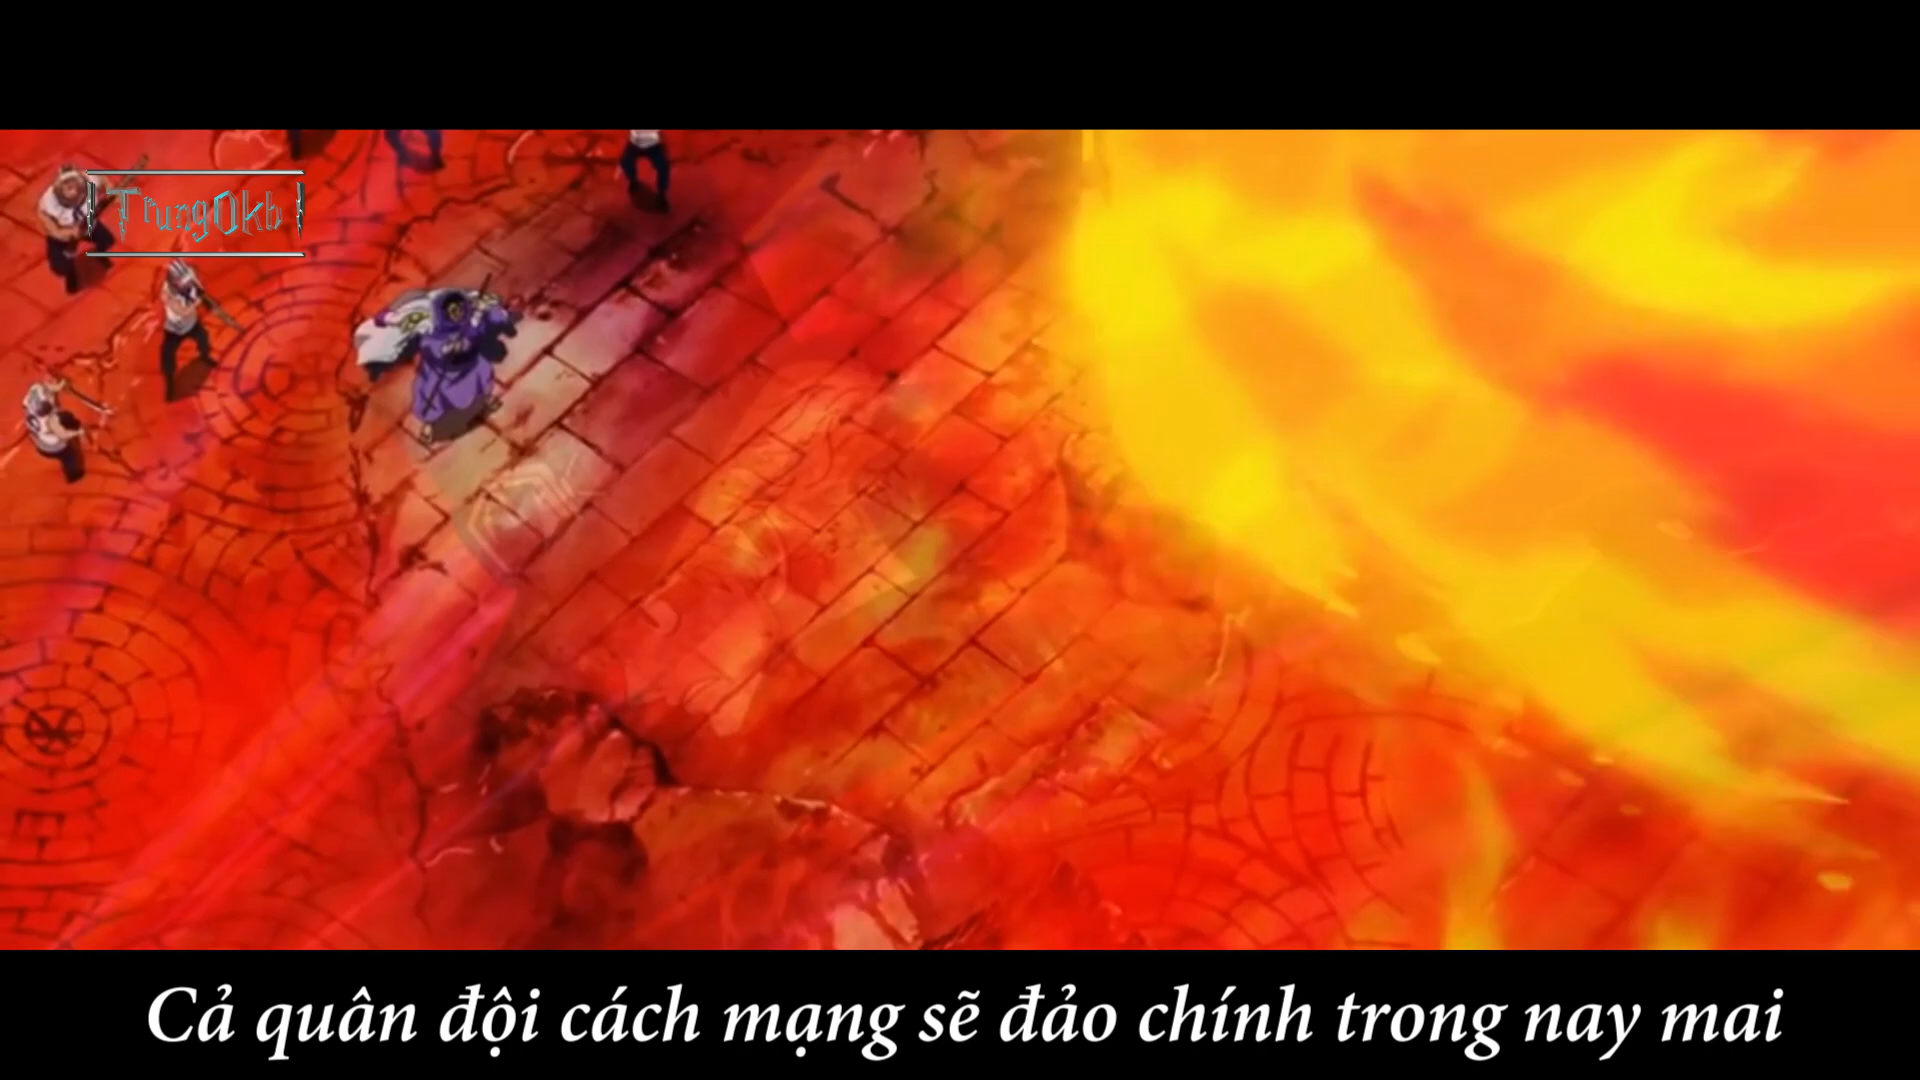 TrungOkb
Cả quân đội cách mạng sẽ đảo chính trong nay mai